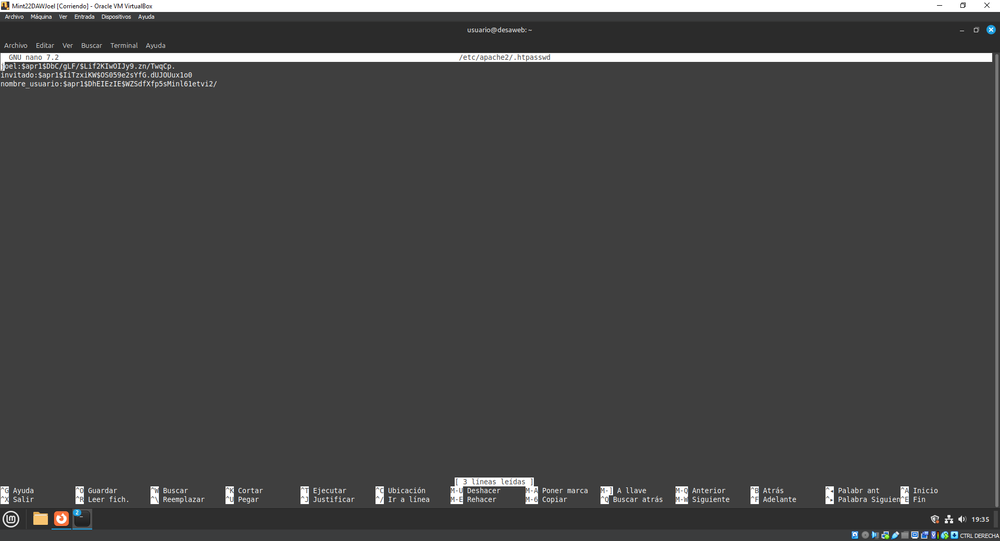 Mint22DAWJoel [Corriendo] - Oracle VM VirtualBox
Archivo Máquina Ver Entrada Dispositivos Ayuda
usuario@desaweb: ~
Archivo Editar Ver Buscar Terminal Ayuda
GNU nano 7.2 /etc/apache2/.htpasswd
joel:$apr1$DbC/gLF/$Lif2KIwOIJy9.zn/TwqCp.
invitado:$apr1$IiTzxiKW$OS059e2sYfG.dUJOUux1o0
nombre_usuario:$apr1$DhEIEzIE$WZSdfXfp5sMinl61etvi2/
[ 3 líneas leídas ]
^G Ayuda ^O Guardar ^W Buscar ^K Cortar ^T Ejecutar ^C Ubicación M-U Deshacer M-A Poner marca M-] A llave M-Q Anterior ^B Atrás ^◂ Palabr ant ^A Inicio
^X Salir ^R Leer fich. ^\ Reemplazar ^U Pegar ^J Justificar ^/ Ir a línea M-E Rehacer M-6 Copiar ^Q Buscar atrás M-W Siguiente ^F Adelante ^▸ Palabra Siguien ^E Fin
2
19:35
CTRL DERECHA